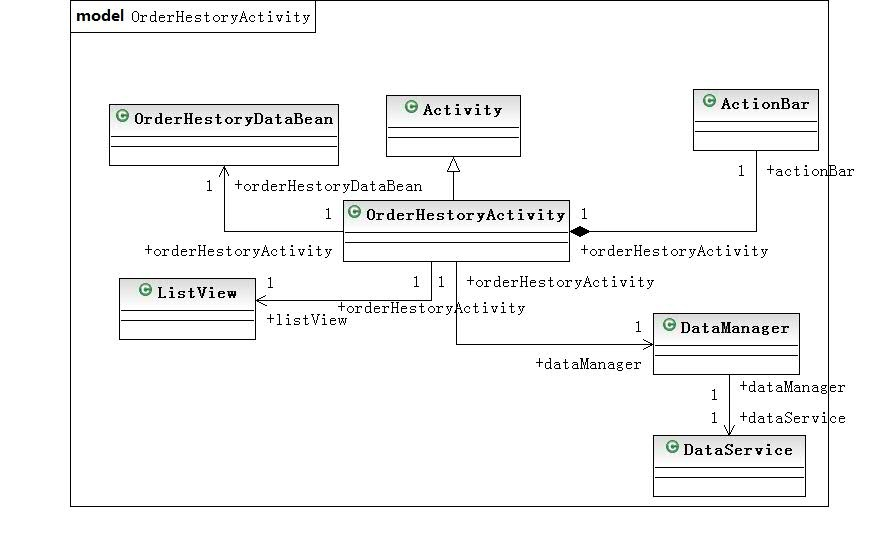 model OrderHestoryActivity
C OrderHestoryDataBean
C Activity
C ActionBar
1 +orderHestoryDataBean
1 +actionBar
1
C OrderHestoryActivity
1
+orderHestoryActivity
+orderHestoryActivity
C ListView
1
+listView
1
+orderHestoryActivity
1 +orderHestoryActivity
1
+dataManager
C DataManager
1 +dataManager
1 +dataService
C DataService